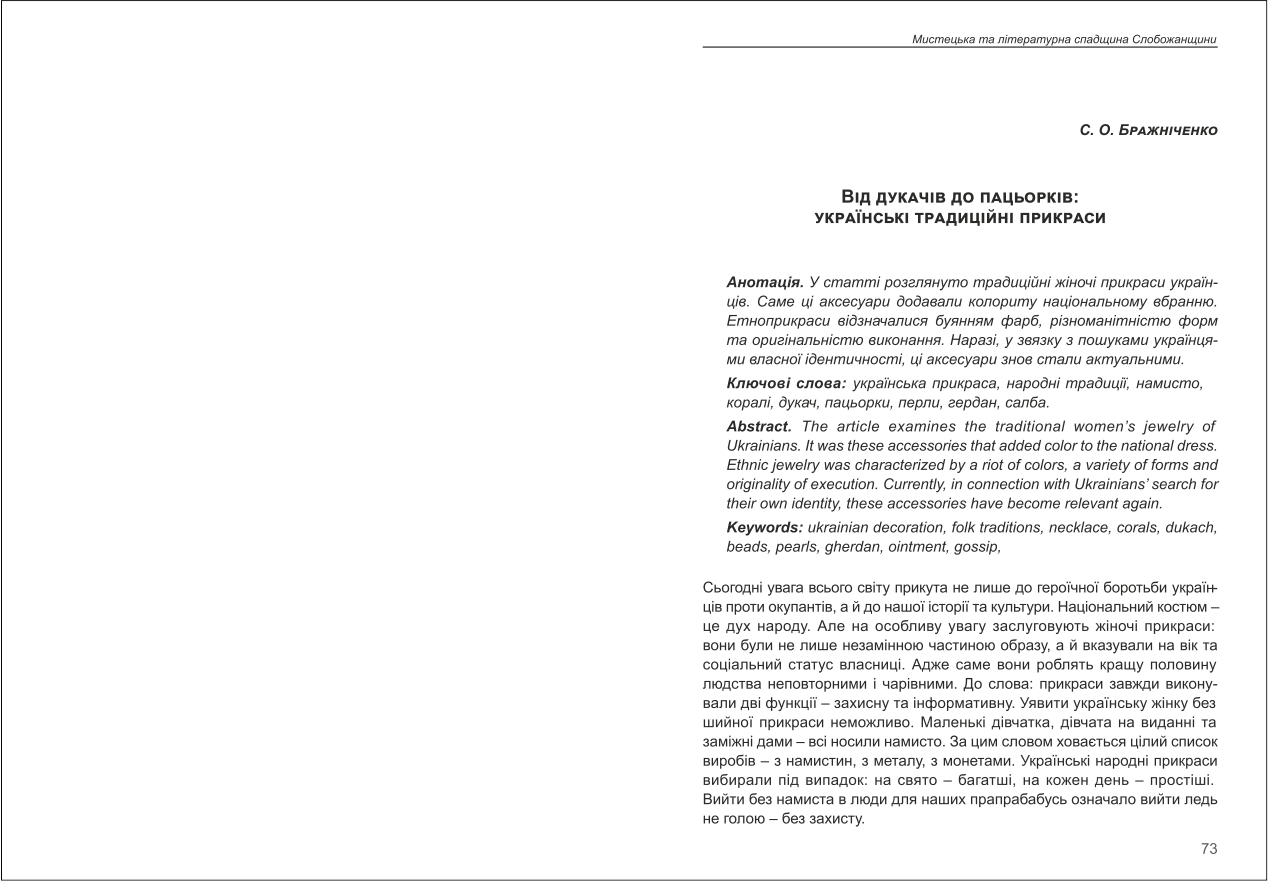 Мистецька та літературна спадщина Слобожанщини
С. О. Бражніченко
Від дукачів до пацьорків:
українські традиційні прикраси
Анотація. У статті розглянуто традиційні жіночі прикраси україн-
ців. Саме ці аксесуари додавали колориту національному вбранню.
Етноприкраси відзначалися буянням фарб, різноманітністю форм
та оригінальністю виконання. Наразі, у звязку з пошуками українця-
ми власної ідентичності, ці аксесуари знов стали актуальними.
Ключові слова: українська прикраса, народні традиції, намисто,
коралі, дукач, пацьорки, перли, гердан, салба.
Abstract. The article examines the traditional women’s jewelry of
Ukrainians. It was these accessories that added color to the national dress.
Ethnic jewelry was characterized by a riot of colors, a variety of forms and
originality of execution. Currently, in connection with Ukrainians’ search for
their own identity, these accessories have become relevant again.
Keywords: ukrainian decoration, folk traditions, necklace, corals, dukach,
beads, pearls, gherdan, ointment, gossip,
Сьогодні увага всього світу прикута не лише до героїчної боротьби україн-
ців проти окупантів, а й до нашої історії та культури. Національний костюм –
це дух народу. Але на особливу увагу заслуговують жіночі прикраси:
вони були не лише незамінною частиною образу, а й вказували на вік та
соціальний статус власниці. Адже саме вони роблять кращу половину
людства неповторними і чарівними. До слова: прикраси завжди викону-
вали дві функції – захисну та інформативну. Уявити українську жінку без
шийної прикраси неможливо. Маленькі дівчатка, дівчата на виданні та
заміжні дами – всі носили намисто. За цим словом ховається цілий список
виробів – з намистин, з металу, з монетами. Українські народні прикраси
вибирали під випадок: на свято – багатші, на кожен день – простіші.
Вийти без намиста в люди для наших прапрабабусь означало вийти ледь
не голою – без захисту.
73